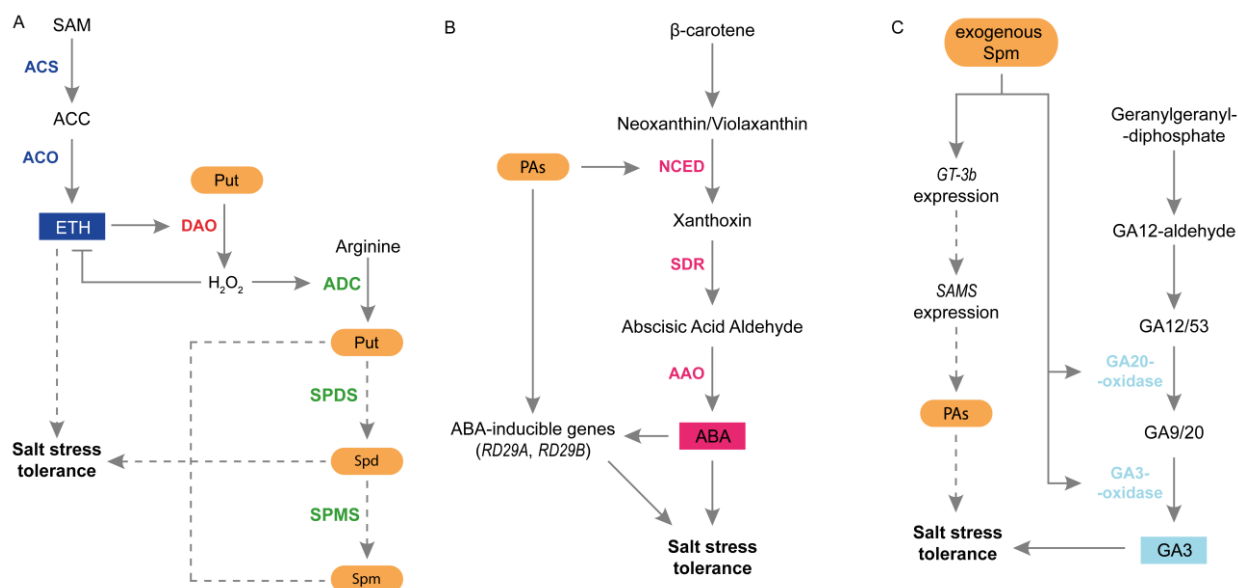 A
SAM
ACS
ACC
ACO
Put
ETH
DAO
Arginine
H₂O₂
ADC
Put
SPDS
Salt stress
tolerance
Spd
SPMS
Spm
B
β-carotene
Neoxanthin/Violaxanthin
PAs
NCED
Xanthoxin
SDR
Abscisic Acid Aldehyde
AAO
ABA-inducible genes
(RD29A, RD29B)
ABA
Salt stress
tolerance
C
exogenous
Spm
Geranylgeranyl-
-diphosphate
GT-3b
expression
GA12-aldehyde
SAMS
expression
GA12/53
GA20-
-oxidase
PAs
GA9/20
GA3-
-oxidase
Salt stress
tolerance
GA3